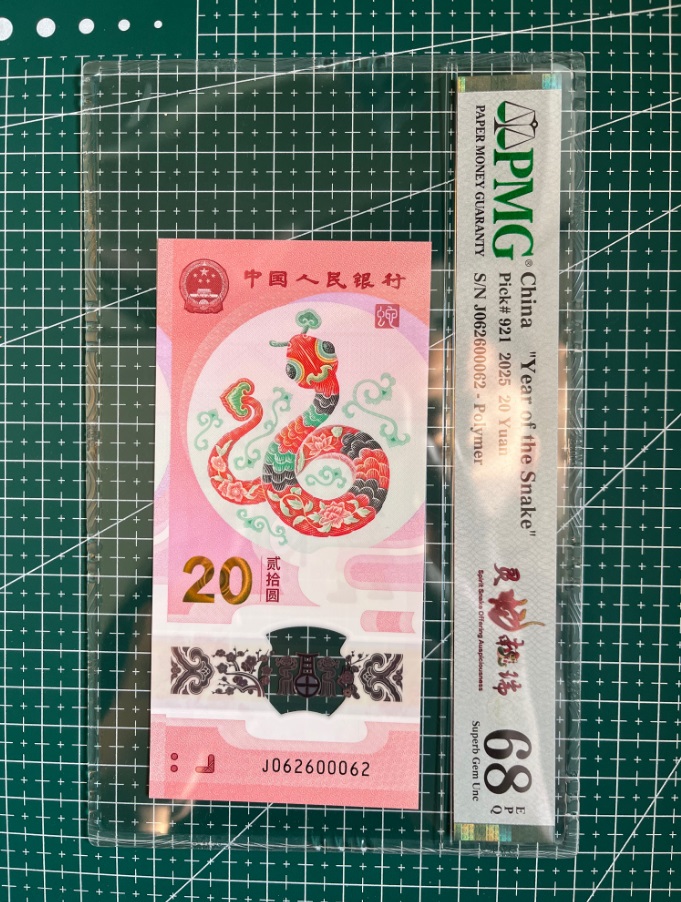 中国人民银行
20
贰拾圆
J062600062
PMG®
PAPER MONEY GUARANTY
China "Year of the Snake"
Pick# 921 2025 20 Yuan
S/N J062600062 - Polymer
灵蛇献瑞
Spirit Snake Offering Auspiciousness
68 EPQ
Superb Gem Unc